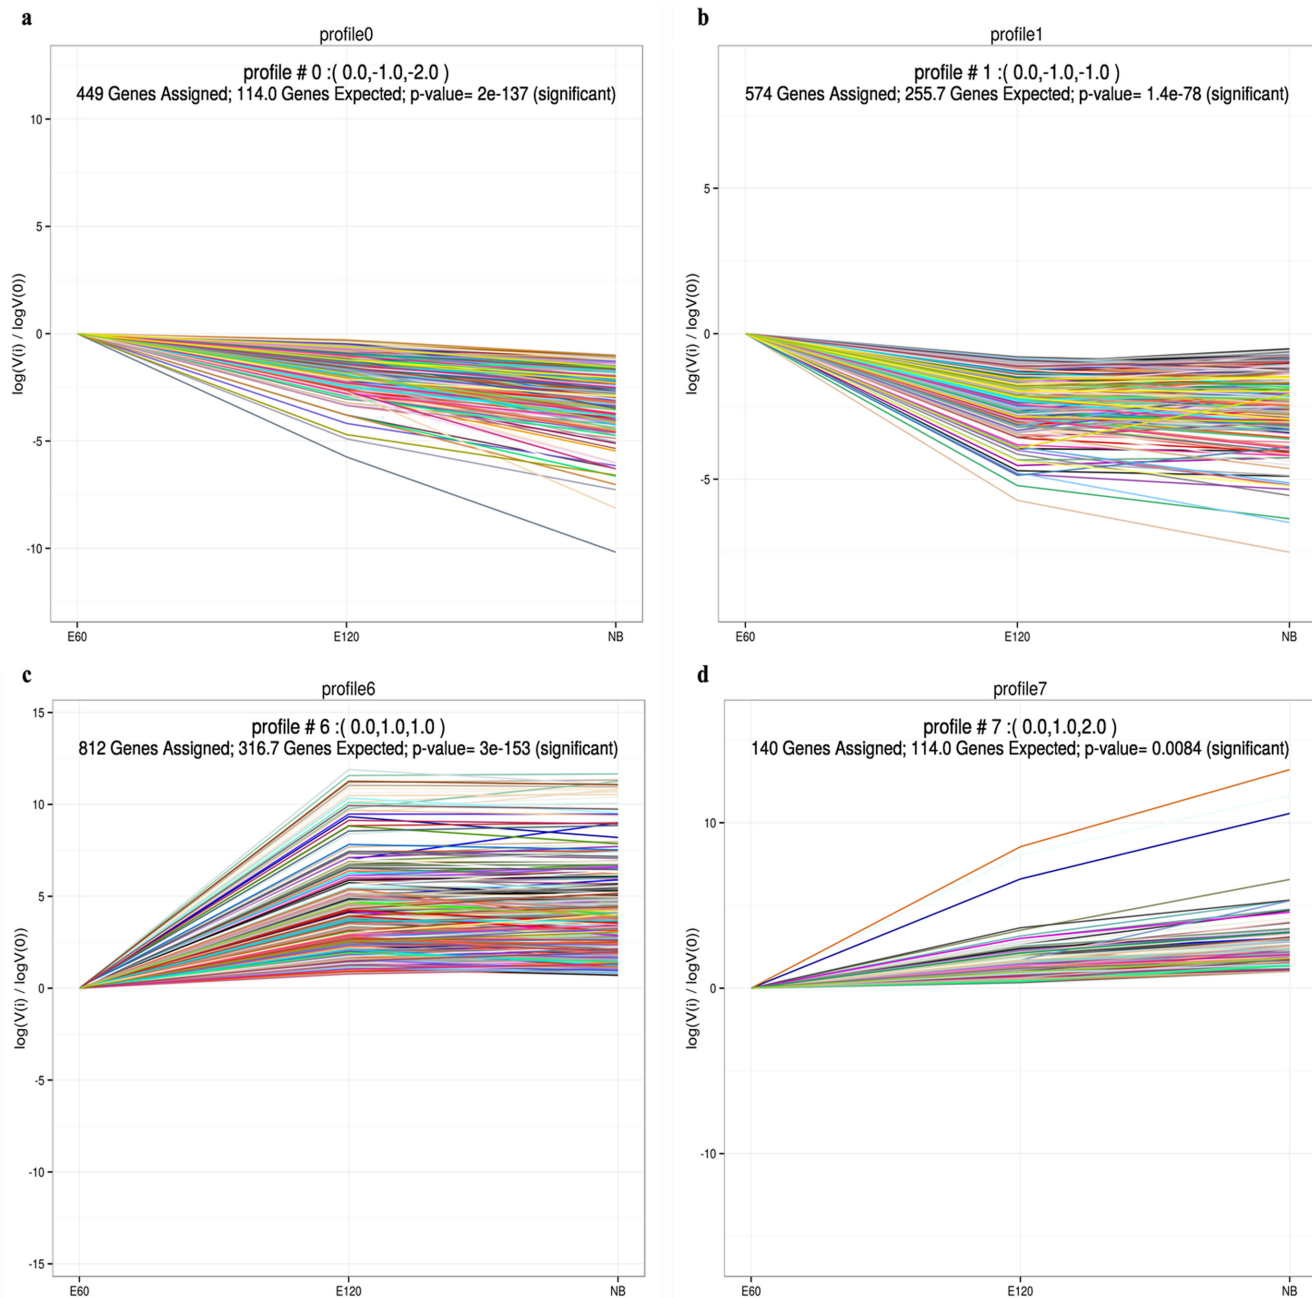 a
profile0
profile # 0 :( 0.0,-1.0,-2.0 )
449 Genes Assigned; 114.0 Genes Expected; p-value= 2e-137 (significant)
10
5
0
-5
-10
log(V(i) / logV(0))
E60 E120 NB
b
profile1
profile # 1 :( 0.0,-1.0,-1.0 )
574 Genes Assigned; 255.7 Genes Expected; p-value= 1.4e-78 (significant)
5
0
-5
log(V(i) / logV(0))
E60 E120 NB
c
profile6
profile # 6 :( 0.0,1.0,1.0 )
812 Genes Assigned; 316.7 Genes Expected; p-value= 3e-153 (significant)
15
10
5
0
-5
-10
-15
log(V(i) / logV(0))
E60 E120 NB
d
profile7
profile # 7 :( 0.0,1.0,2.0 )
140 Genes Assigned; 114.0 Genes Expected; p-value= 0.0084 (significant)
10
0
-10
log(V(i) / logV(0))
E60 E120 NB